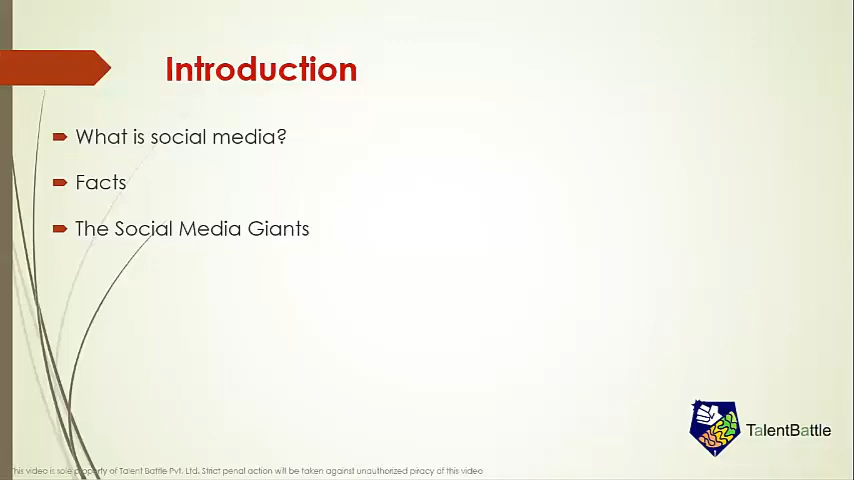 Introduction
What is social media?
Facts
The Social Media Giants
TalentBattle
This video is sole property of Talent Battle Pvt. Ltd. Strict penal action will be taken against unauthorized piracy of this video